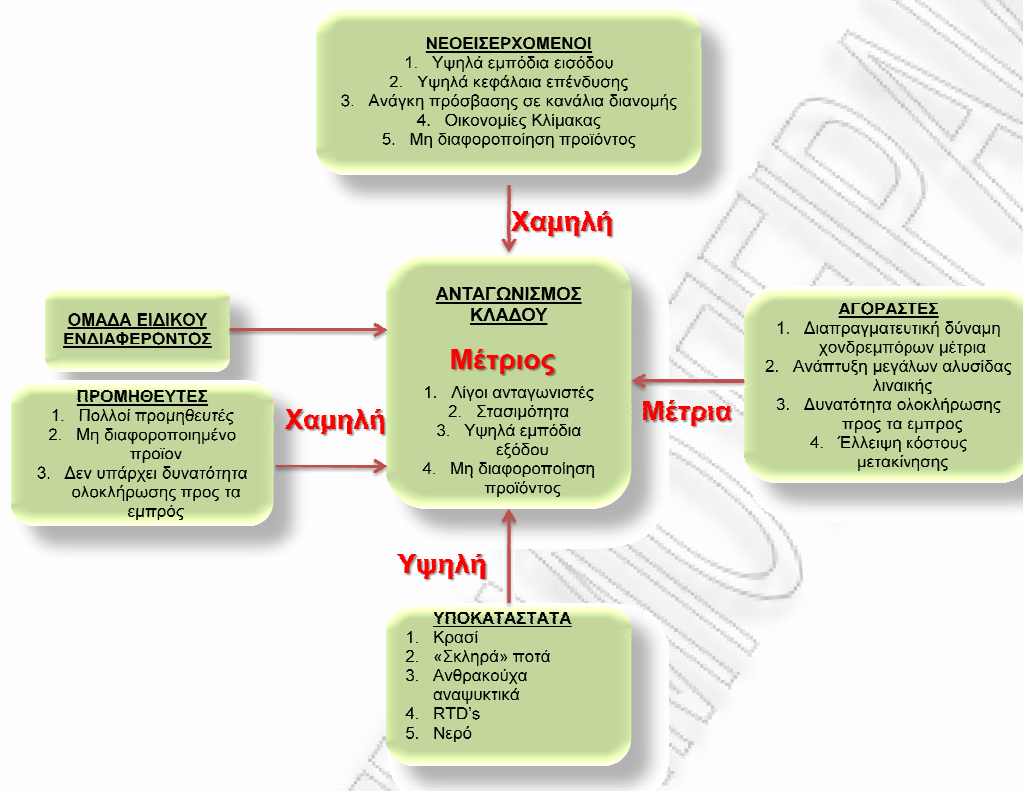 ΝΕΟΕΙΣΕΡΧΟΜΕΝΟΙ
1. Υψηλά εμπόδια εισόδου
2. Υψηλά κεφάλαια επένδυσης
3. Ανάγκη πρόσβασης σε κανάλια διανομής
4. Οικονομίες Κλίμακας
5. Μη διαφοροποίηση προϊόντος
Χαμηλή
ΟΜΑΔΑ ΕΙΔΙΚΟΥ
ΕΝΔΙΑΦΕΡΟΝΤΟΣ
ΠΡΟΜΗΘΕΥΤΕΣ
1. Πολλοί προμηθευτές
2. Μη διαφοροποιημένο
προϊον
3. Δεν υπάρχει δυνατότητα
ολοκλήρωσης προς τα
εμπρός
Χαμηλή
ΑΝΤΑΓΩΝΙΣΜΟΣ
ΚΛΑΔΟΥ
Μέτριος
1. Λίγοι ανταγωνιστές
2. Στασιμότητα
3. Υψηλά εμπόδια
εξόδου
4. Μη διαφοροποίηση
προϊόντος
Μέτρια
ΑΓΟΡΑΣΤΕΣ
1. Διαπραγματευτική δύναμη
χονδρεμπόρων μέτρια
2. Ανάπτυξη μεγάλων αλυσίδας
λιναικής
3. Δυνατότητα ολοκλήρωσης
προς τα εμπρος
4. Έλλειψη κόστους
μετακίνησης
Υψηλή
ΥΠΟΚΑΤΑΣΤΑΤΑ
1. Κρασί
2. «Σκληρά» ποτά
3. Ανθρακούχα
αναψυκτικά
4. RTD's
5. Νερό